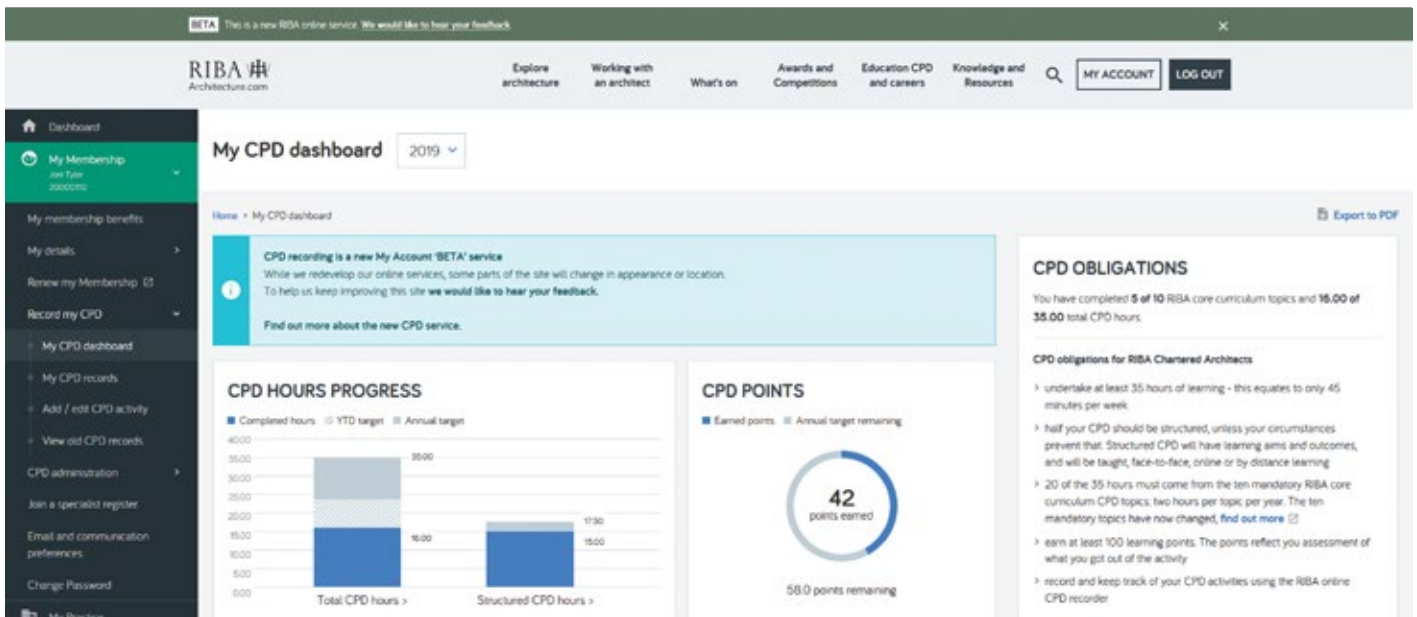 BETA This is a new RIBA online service. We would like to hear your feedback.
RIBA
Architecture.com
Explore architecture
Working with an architect
What's on
Awards and Competitions
Education CPD and careers
Knowledge and Resources
MY ACCOUNT
LOG OUT
Dashboard
My Membership
My membership benefits
My details
Renew my Membership
Record my CPD
My CPD dashboard
My CPD records
Add / edit CPD activity
View old CPD records
CPD administration
Join a specialist register
Email and communication
preferences
Change Password
My CPD dashboard 2019
Home > My CPD dashboard
Export to PDF
CPD recording is a new My Account 'BETA' service
While we redevelop our online services, some parts of the site will change in appearance or location.
To help us keep improving this site we would like to hear your feedback.
Find out more about the new CPD service.
CPD HOURS PROGRESS
Completed hours YTD target Annual target
40.00
35.00
30.00
25.00
20.00
15.00
10.00
5.00
0.00
35.00
16.00
17.50
15.00
Total CPD hours >
Structured CPD hours >
CPD POINTS
Earned points Annual target remaining
42
points earned
58.0 points remaining
CPD OBLIGATIONS
You have completed 5 of 10 RIBA core curriculum topics and 16.00 of
35.00 total CPD hours.
CPD obligations for RIBA Chartered Architects
> undertake at least 35 hours of learning - this equates to only 45
minutes per week
> half your CPD should be structured, unless your circumstances
prevent that. Structured CPD will have learning aims and outcomes,
and will be taught, face-to-face, online or by distance learning
> 20 of the 35 hours must come from the ten mandatory RIBA core
curriculum CPD topics: two hours per topic per year. The ten
mandatory topics have now changed, find out more
> earn at least 100 learning points. The points reflect you assessment of
what you got out of the activity
> record and keep track of your CPD activities using the RIBA online
CPD recorder